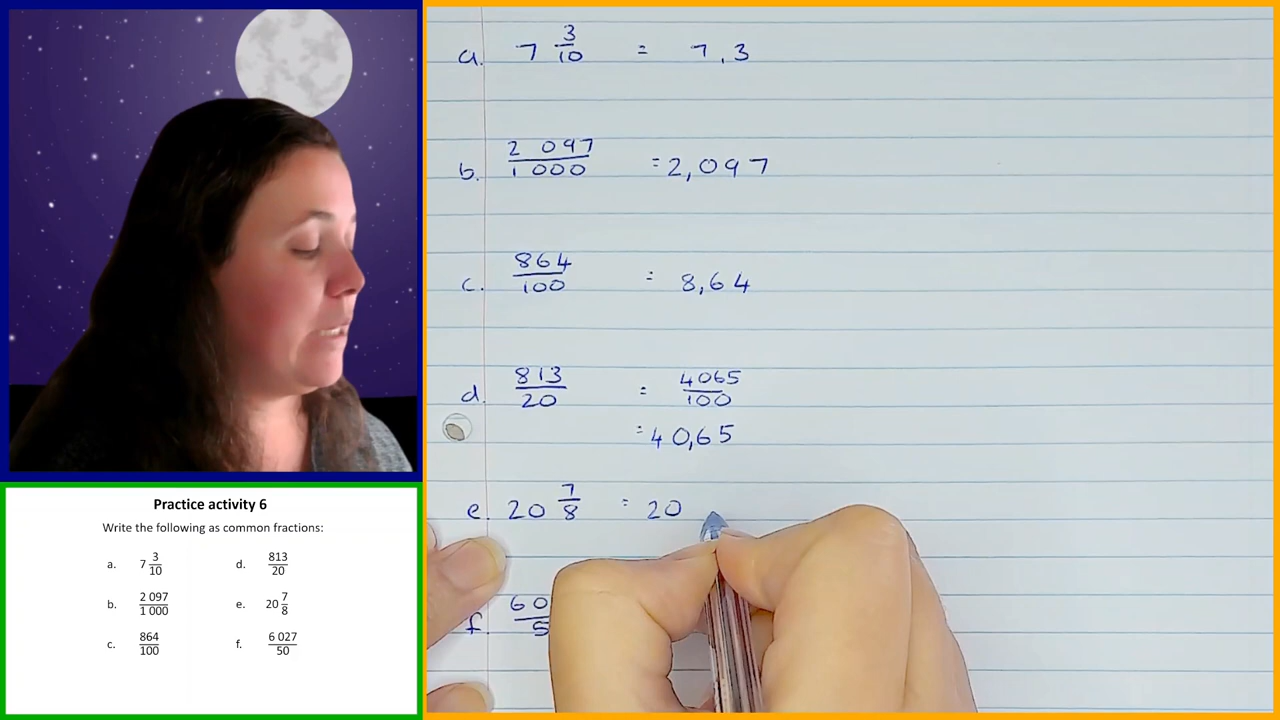 a. 7 3/10 = 7,3
b. 2 097/1 000 = 2,097
c. 864/100 = 8,64
d. 813/20 = 4065/100
= 40,65
e. 20 7/8 = 20
f. 60
5
Practice activity 6
Write the following as common fractions:
a. 7 3/10
d. 813/20
b. 2 097/1 000
e. 20 7/8
c. 864/100
f. 6 027/50